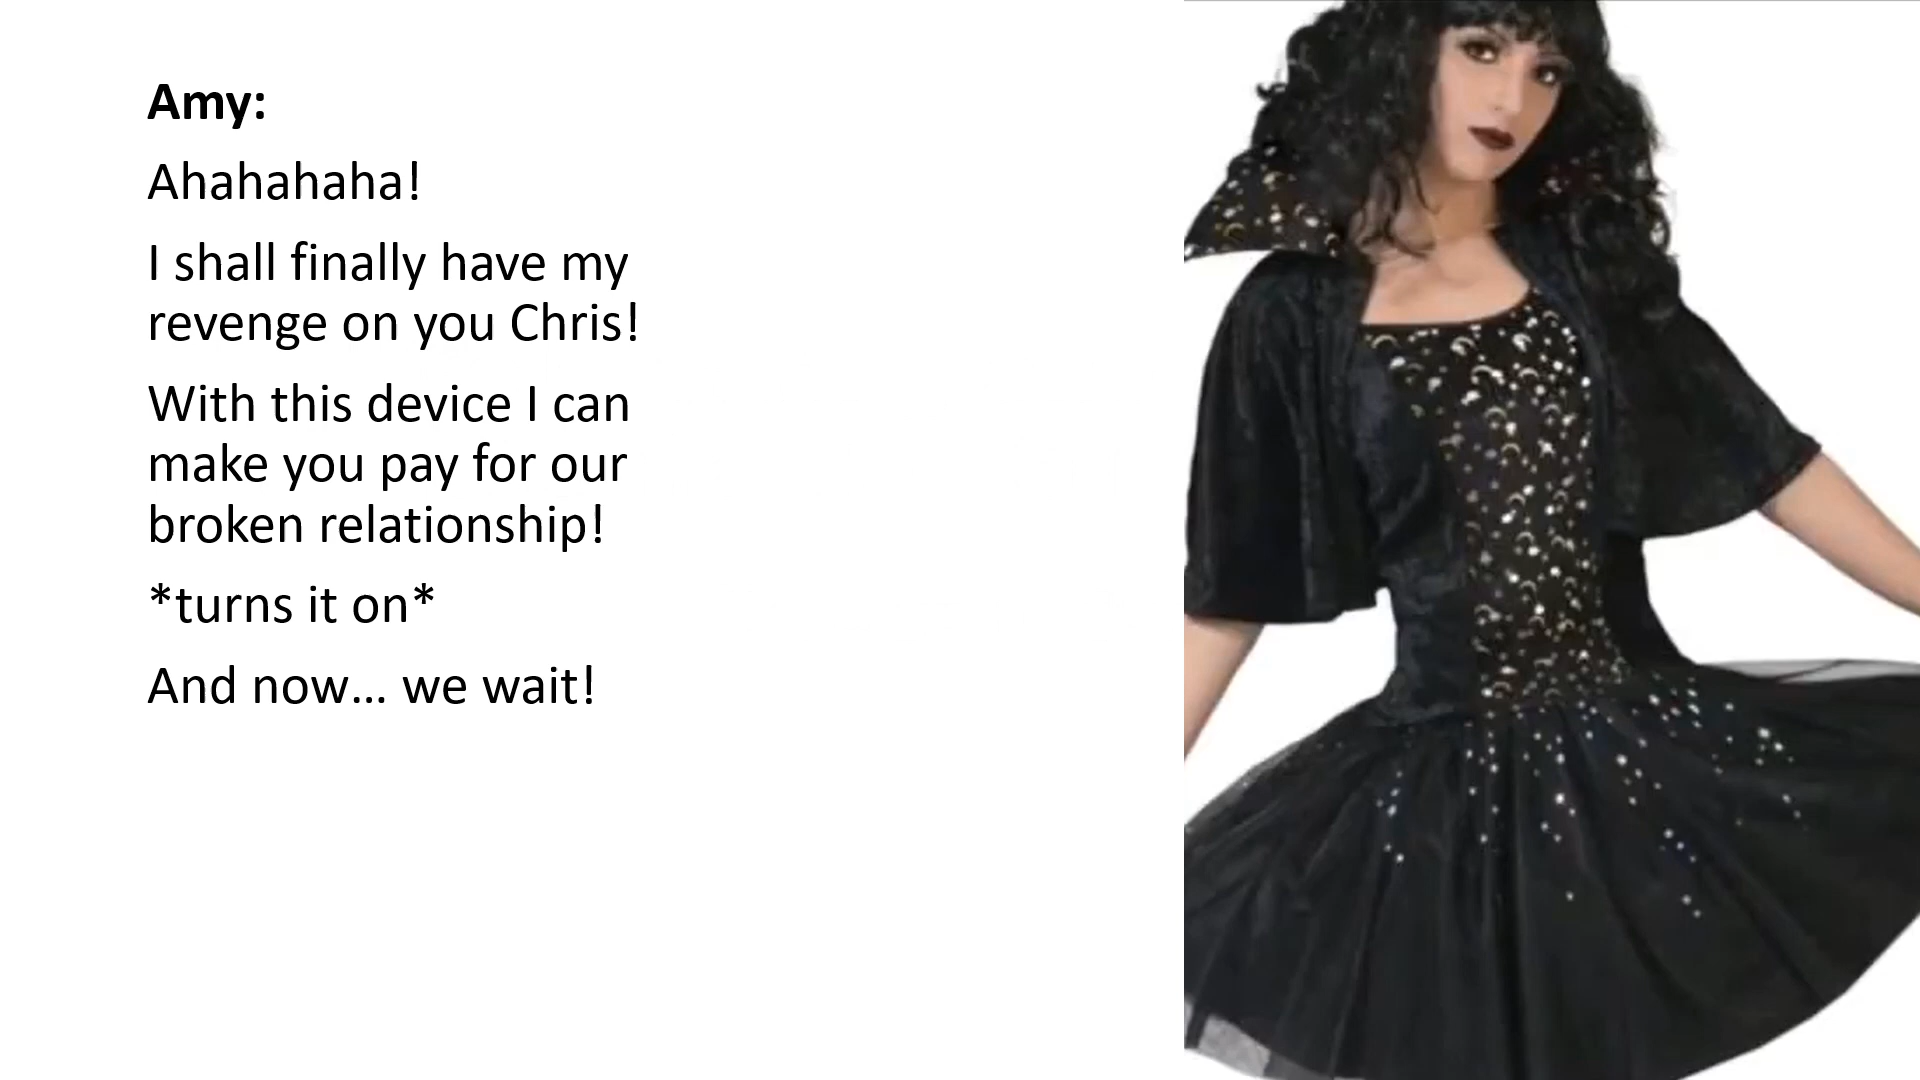 Amy:
Ahahahaha!
I shall finally have my
revenge on you Chris!
With this device I can
make you pay for our
broken relationship!
*turns it on*
And now... we wait!